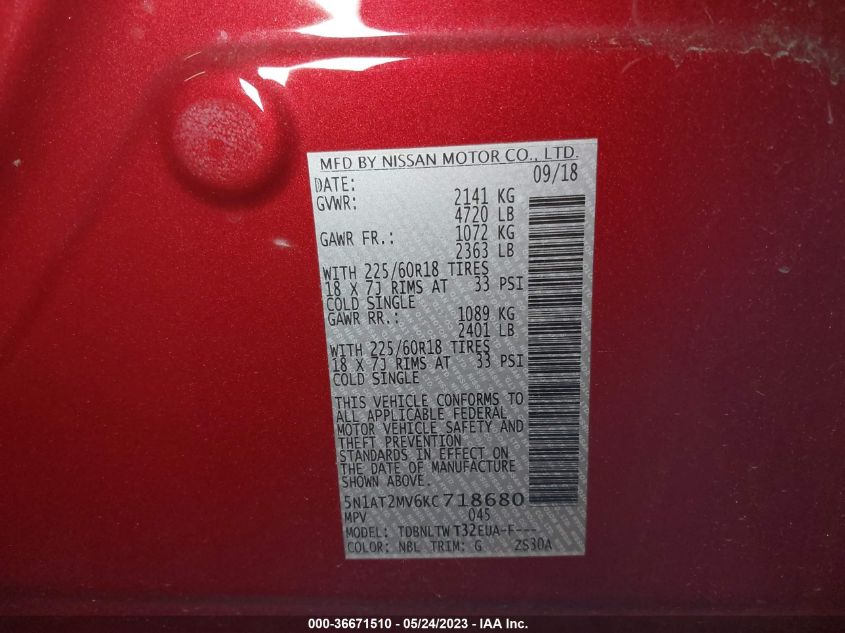 MFD BY NISSAN MOTOR CO., LTD.
DATE: 09/18
GVWR: 2141 KG
4720 LB
GAWR FR.: 1072 KG
2363 LB
WITH 225/60R18 TIRES
18 X 7J RIMS AT 33 PSI
COLD SINGLE
GAWR RR.: 1089 KG
2401 LB
WITH 225/60R18 TIRES
18 X 7J RIMS AT 33 PSI
COLD SINGLE
THIS VEHICLE CONFORMS TO
ALL APPLICABLE FEDERAL
MOTOR VEHICLE SAFETY AND
THEFT PREVENTION
STANDARDS IN EFFECT ON
THE DATE OF MANUFACTURE
SHOWN ABOVE.
5N1AT2MV6KC718680
MPV 045
MODEL: TDBNLTW T32EUA-F---
COLOR: NBL TRIM: G ZS30A
000-36671510 — 05/24/2023 — IAA Inc.